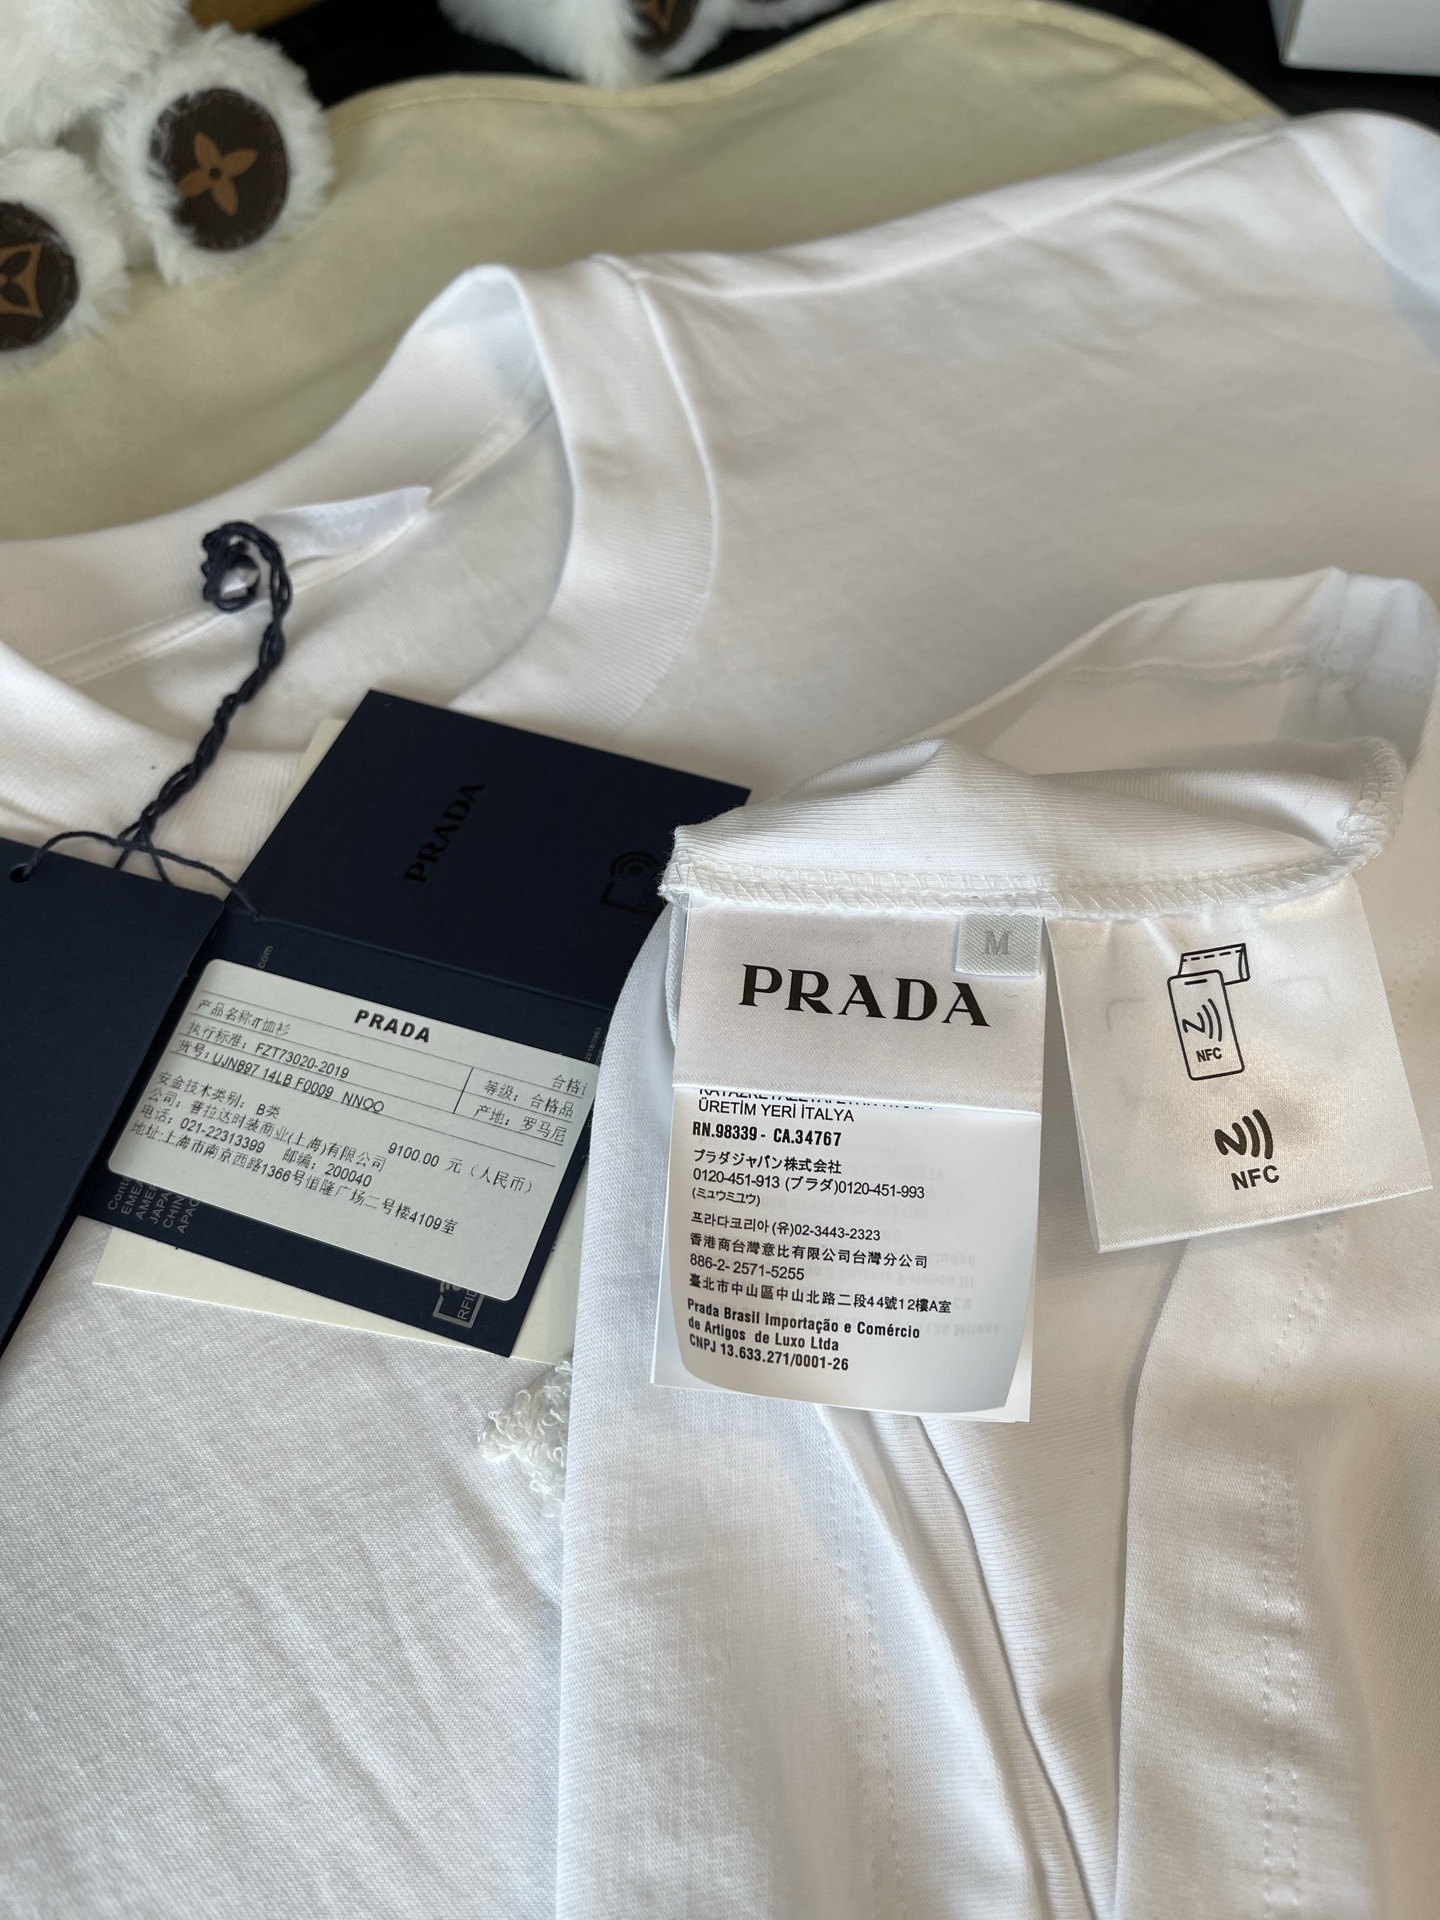 PRADA
.com
PRADA
产品名称:T恤衫
执行标准: FZT73020-2019
等级: 合格品
货号: UJNB97 14LB F0009 NNOO
产地: 罗马尼
安全技术类别: B类
9100.00 元 (人民币)
公司: 普拉达时装商业(上海)有限公司
电话: 021-22313399 邮编: 200040
地址:上海市南京西路1366号恒隆广场二号楼4109室
EMEA
JAPA
CHIN
APAC
RFID
M
PRADA
ÜRETİM YERİ İTALYA
RN.98339 - CA.34767
プラダジャパン株式会社
0120-451-913 (プラダ)0120-451-993
(ミュウミュウ)
프라다코리아 (유)02-3443-2323
香港商台灣意比有限公司台灣分公司
886-2- 2571-5255
臺北市中山區中山北路二段44號12樓A室
Prada Brasil Importação e Comércio
de Artigos de Luxo Ltda
CNPJ 13.633.271/0001-26
NFC
NFC